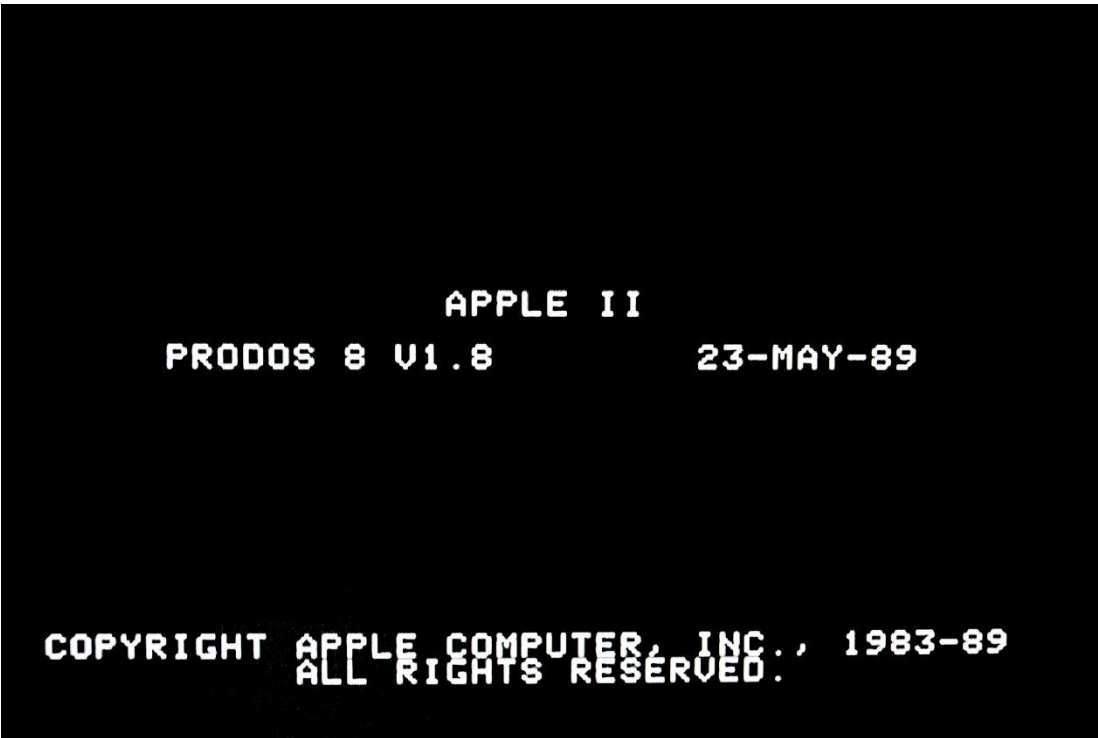 APPLE II
PRODOS 8 V1.8 23-MAY-89
COPYRIGHT APPLE COMPUTER, INC., 1983-89
ALL RIGHTS RESERVED.